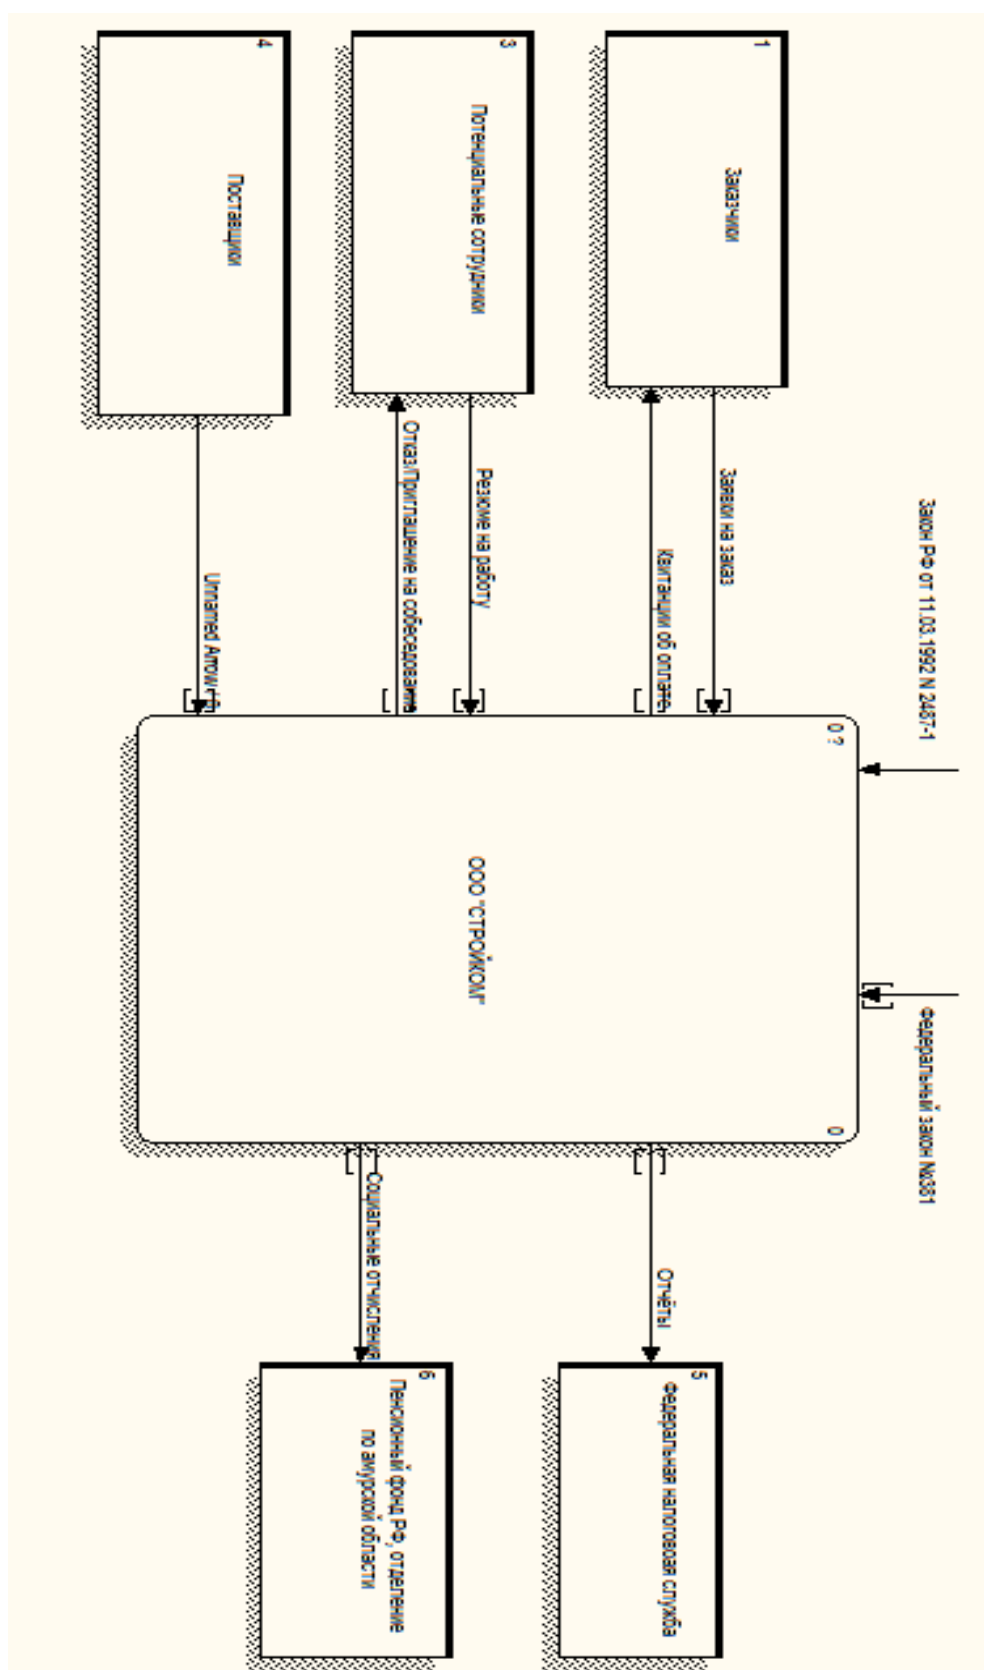 Закон РФ от 11.03.1992 N 2487-1
Федеральный закон №381
1
Заказчики
Заявки на заказ
Квитанции об оплате
3
Потенциальные сотрудники
Резюме на работу
Отказ/Приглашение на собеседование
4
Поставщики
Unnamed Arrow
0 ?
ООО "СТРОЙКОМ"
0
Отчёты
5
Федеральная налоговая служба
Социальные отчисления
6
Пенсионный фонд РФ, отделение
по амурской области